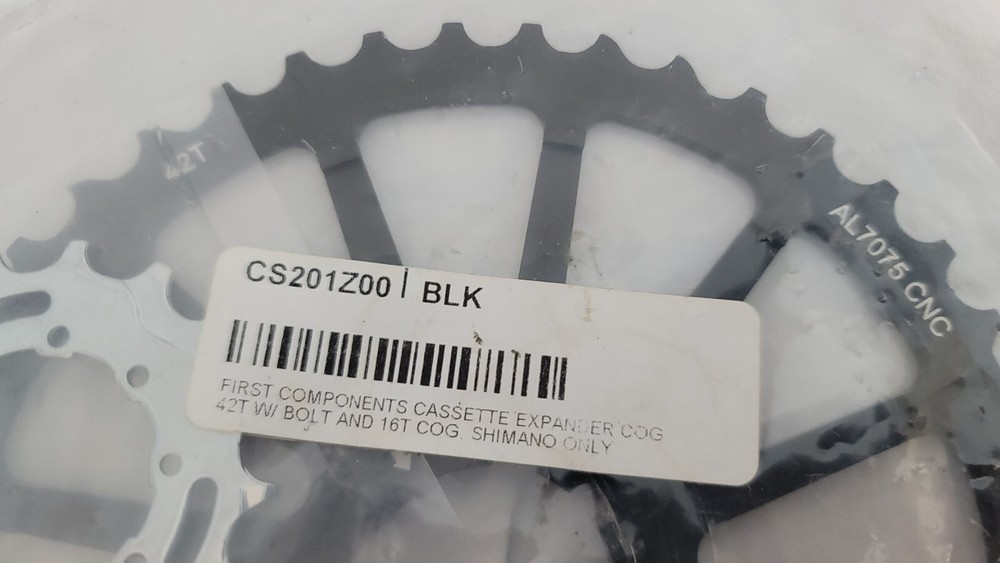 42T
AL7075 CNC
CS201Z00 | BLK
FIRST COMPONENTS CASSETTE EXPANDER COG
42T W/ BOLT AND 16T COG, SHIMANO ONLY